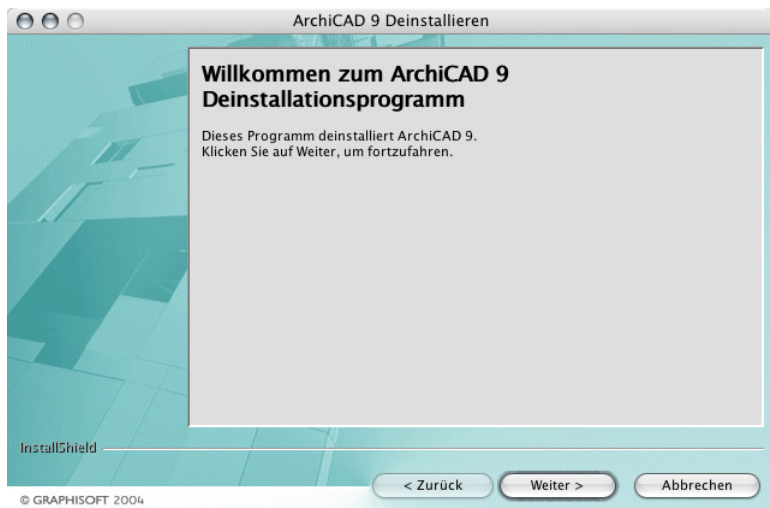 ArchiCAD 9 Deinstallieren
Willkommen zum ArchiCAD 9
Deinstallationsprogramm
Dieses Programm deinstalliert ArchiCAD 9.
Klicken Sie auf Weiter, um fortzufahren.
InstallShield
< Zurück
Weiter >
Abbrechen
© GRAPHISOFT 2004